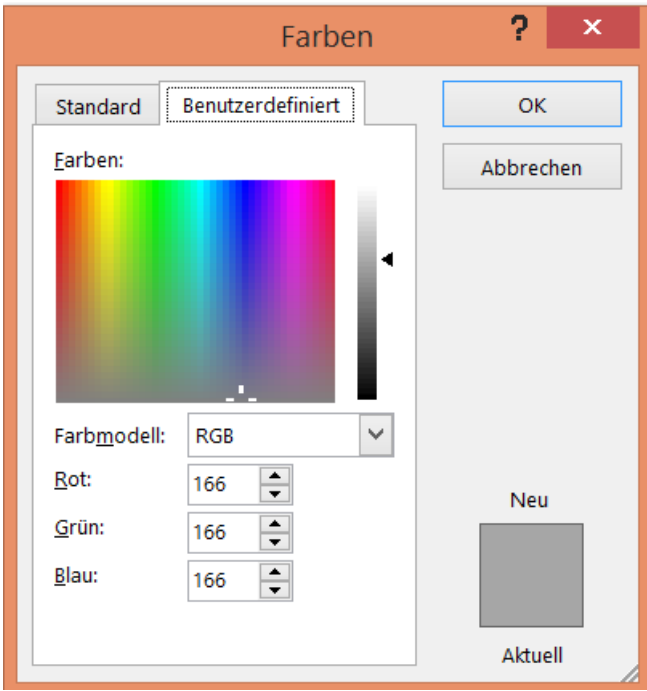 Farben ? x
Standard Benutzerdefiniert
OK
Abbrechen
Farben:
Farbmodell: RGB
Rot: 166
Grün: 166
Blau: 166
Neu
Aktuell